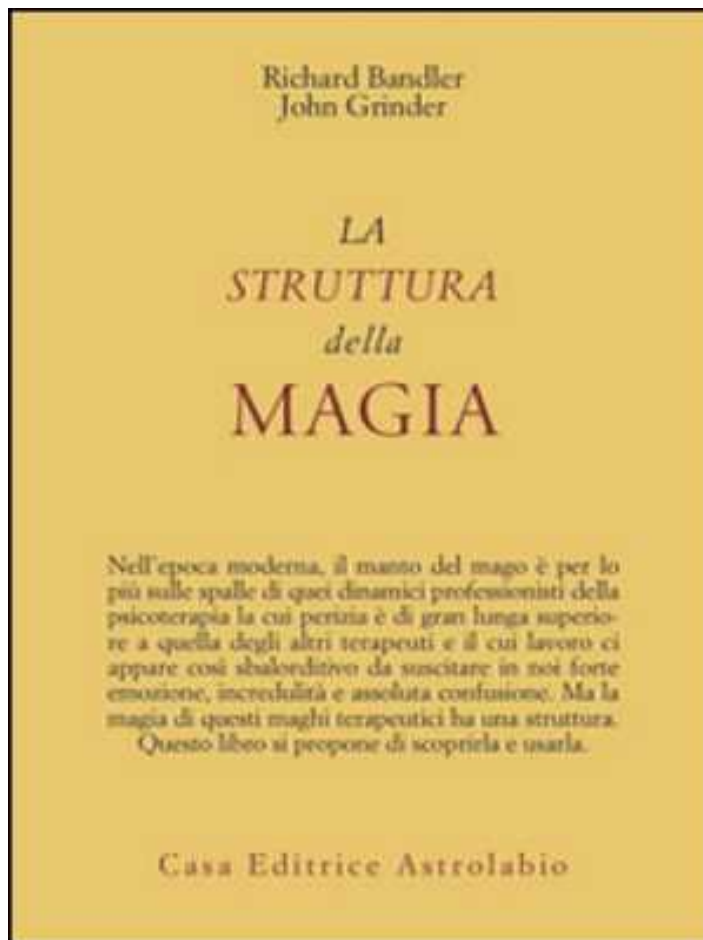 Richard Bandler
John Grinder
LA
STRUTTURA
della
MAGIA
Nell'epoca moderna, il manto del mago è per lo
più sulle spalle di quei dinamici professionisti della
psicoterapia la cui perizia è di gran lunga superio-
re a quella degli altri terapeuti e il cui lavoro ci
appare così sbalorditivo da suscitare in noi forte
emozione, incredulità e assoluta confusione. Ma la
magia di questi maghi terapeutici ha una struttura.
Questo libro si propone di scoprirla e usarla.
Casa Editrice Astrolabio